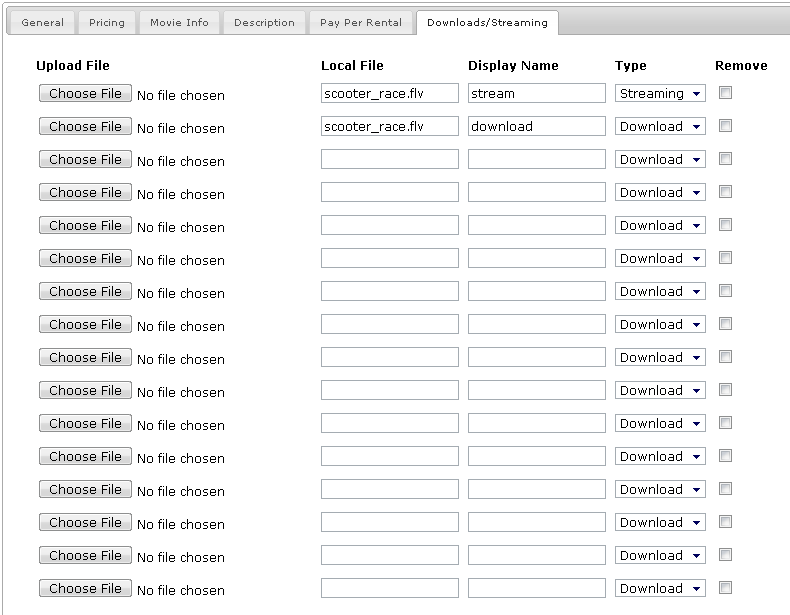 General Pricing Movie Info Description Pay Per Rental Downloads/Streaming
Upload File Local File Display Name Type Remove
Choose File No file chosen scooter_race.flv stream Streaming
Choose File No file chosen scooter_race.flv download Download
Choose File No file chosen Download
Choose File No file chosen Download
Choose File No file chosen Download
Choose File No file chosen Download
Choose File No file chosen Download
Choose File No file chosen Download
Choose File No file chosen Download
Choose File No file chosen Download
Choose File No file chosen Download
Choose File No file chosen Download
Choose File No file chosen Download
Choose File No file chosen Download
Choose File No file chosen Download
Choose File No file chosen Download